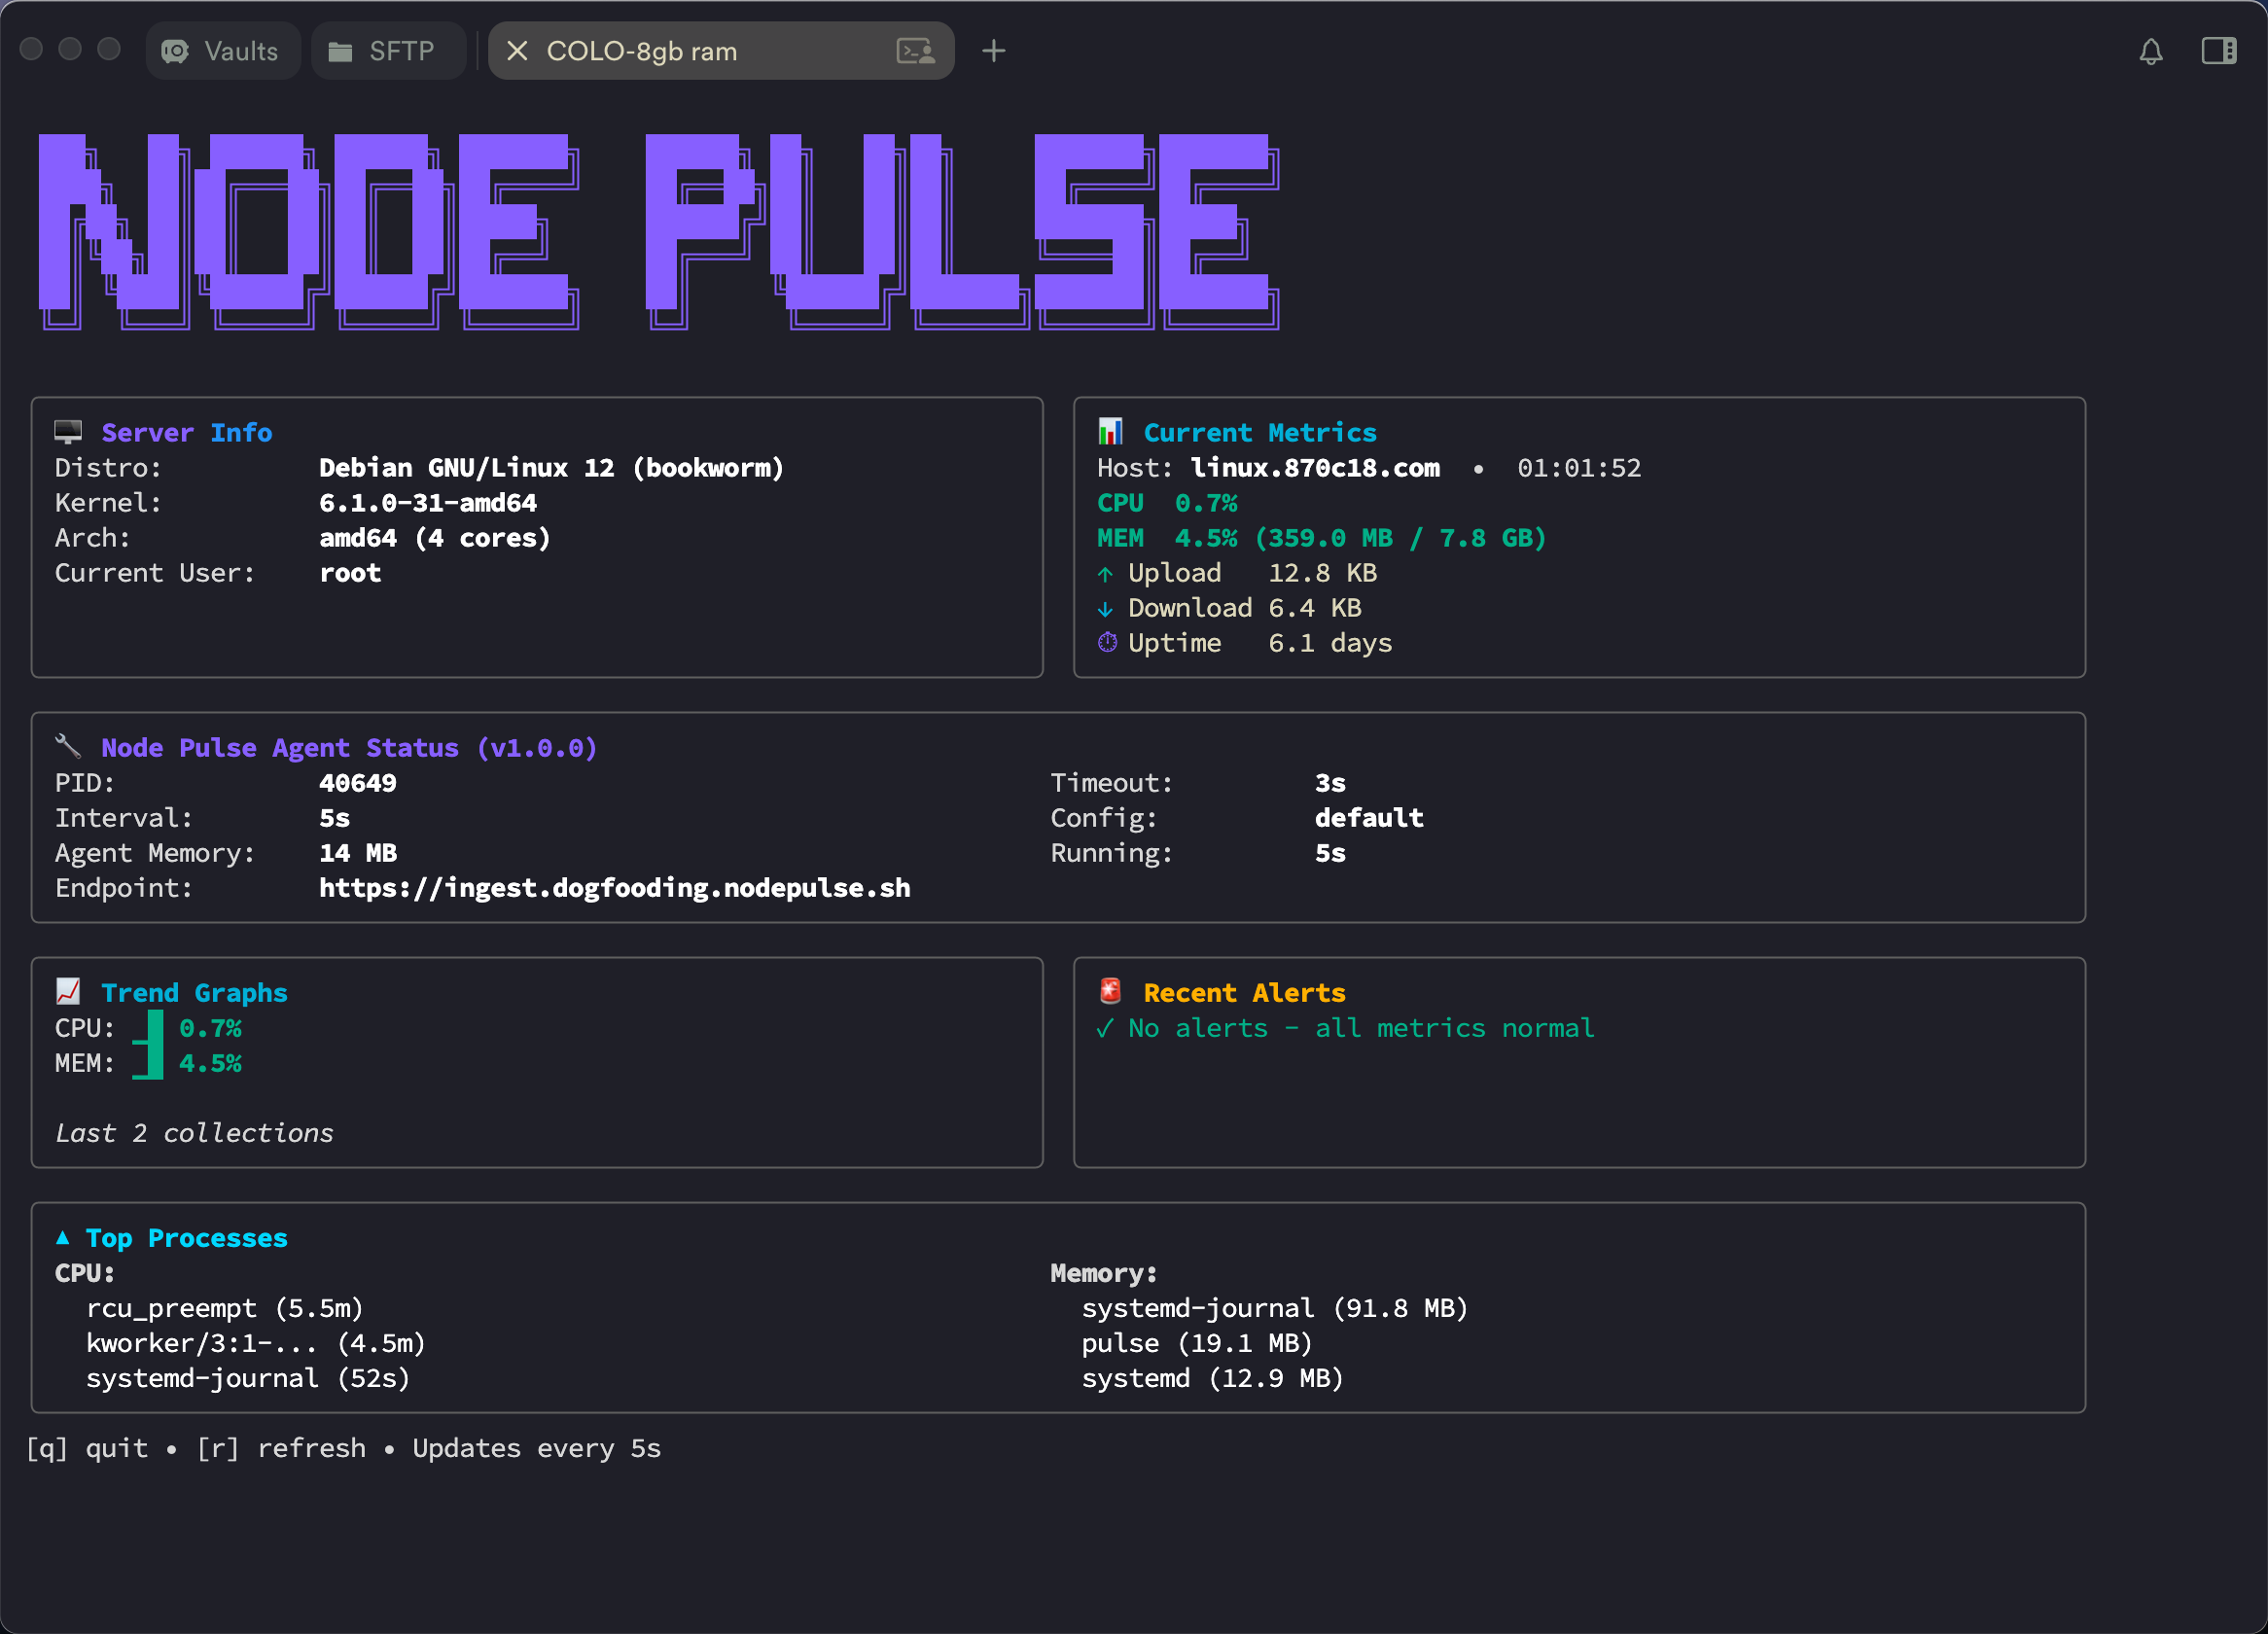 Vaults
SFTP
COLO-8gb ram
NODE PULSE
Server Info
Distro: Debian GNU/Linux 12 (bookworm)
Kernel: 6.1.0-31-amd64
Arch: amd64 (4 cores)
Current User: root
Current Metrics
Host: linux.870c18.com • 01:01:52
CPU 0.7%
MEM 4.5% (359.0 MB / 7.8 GB)
↑ Upload 12.8 KB
↓ Download 6.4 KB
⏱ Uptime 6.1 days
Node Pulse Agent Status (v1.0.0)
PID: 40649
Interval: 5s
Agent Memory: 14 MB
Endpoint: https://ingest.dogfooding.nodepulse.sh
Timeout: 3s
Config: default
Running: 5s
Trend Graphs
CPU: 0.7%
MEM: 4.5%
Last 2 collections
Recent Alerts
✓ No alerts - all metrics normal
▲ Top Processes
CPU:
rcu_preempt (5.5m)
kworker/3:1-... (4.5m)
systemd-journal (52s)
Memory:
systemd-journal (91.8 MB)
pulse (19.1 MB)
systemd (12.9 MB)
[q] quit • [r] refresh • Updates every 5s